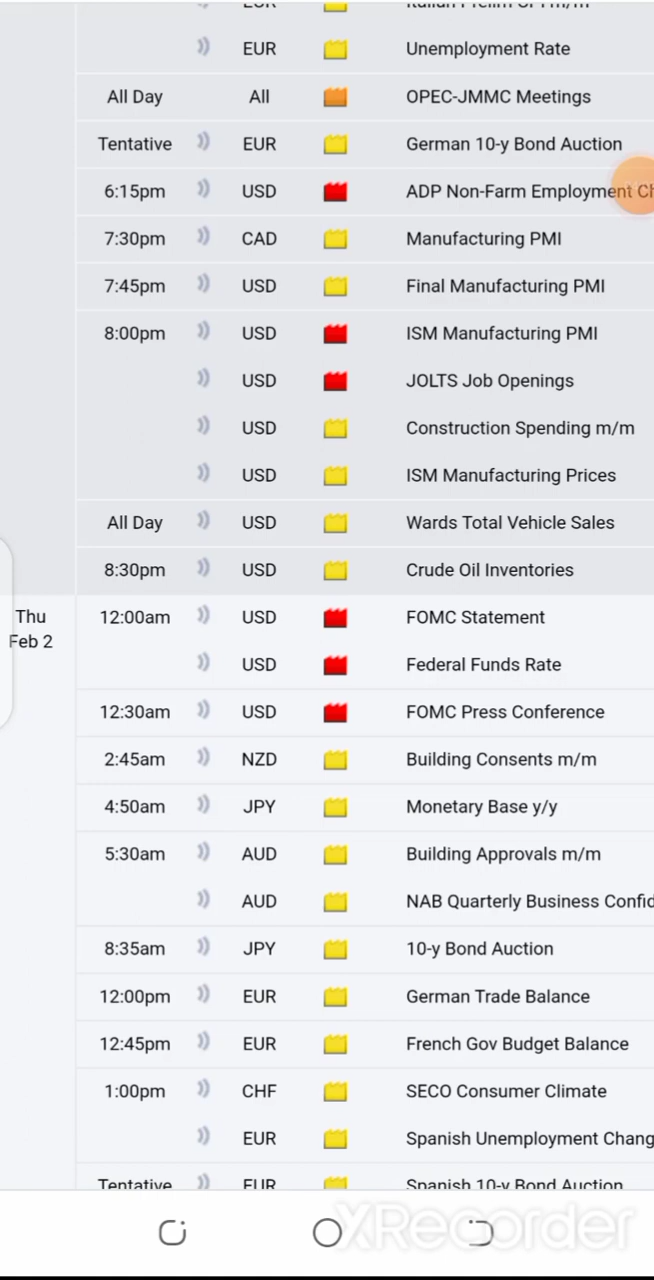 EUR Italian Prelim CPI m/m
EUR Unemployment Rate
All Day All OPEC-JMMC Meetings
Tentative EUR German 10-y Bond Auction
6:15pm USD ADP Non-Farm Employment Ch
7:30pm CAD Manufacturing PMI
7:45pm USD Final Manufacturing PMI
8:00pm USD ISM Manufacturing PMI
USD JOLTS Job Openings
USD Construction Spending m/m
USD ISM Manufacturing Prices
All Day USD Wards Total Vehicle Sales
8:30pm USD Crude Oil Inventories
Thu
Feb 2
12:00am USD FOMC Statement
USD Federal Funds Rate
12:30am USD FOMC Press Conference
2:45am NZD Building Consents m/m
4:50am JPY Monetary Base y/y
5:30am AUD Building Approvals m/m
AUD NAB Quarterly Business Confid
8:35am JPY 10-y Bond Auction
12:00pm EUR German Trade Balance
12:45pm EUR French Gov Budget Balance
1:00pm CHF SECO Consumer Climate
EUR Spanish Unemployment Chang
Tentative EUR Spanish 10-y Bond Auction
XRecorder